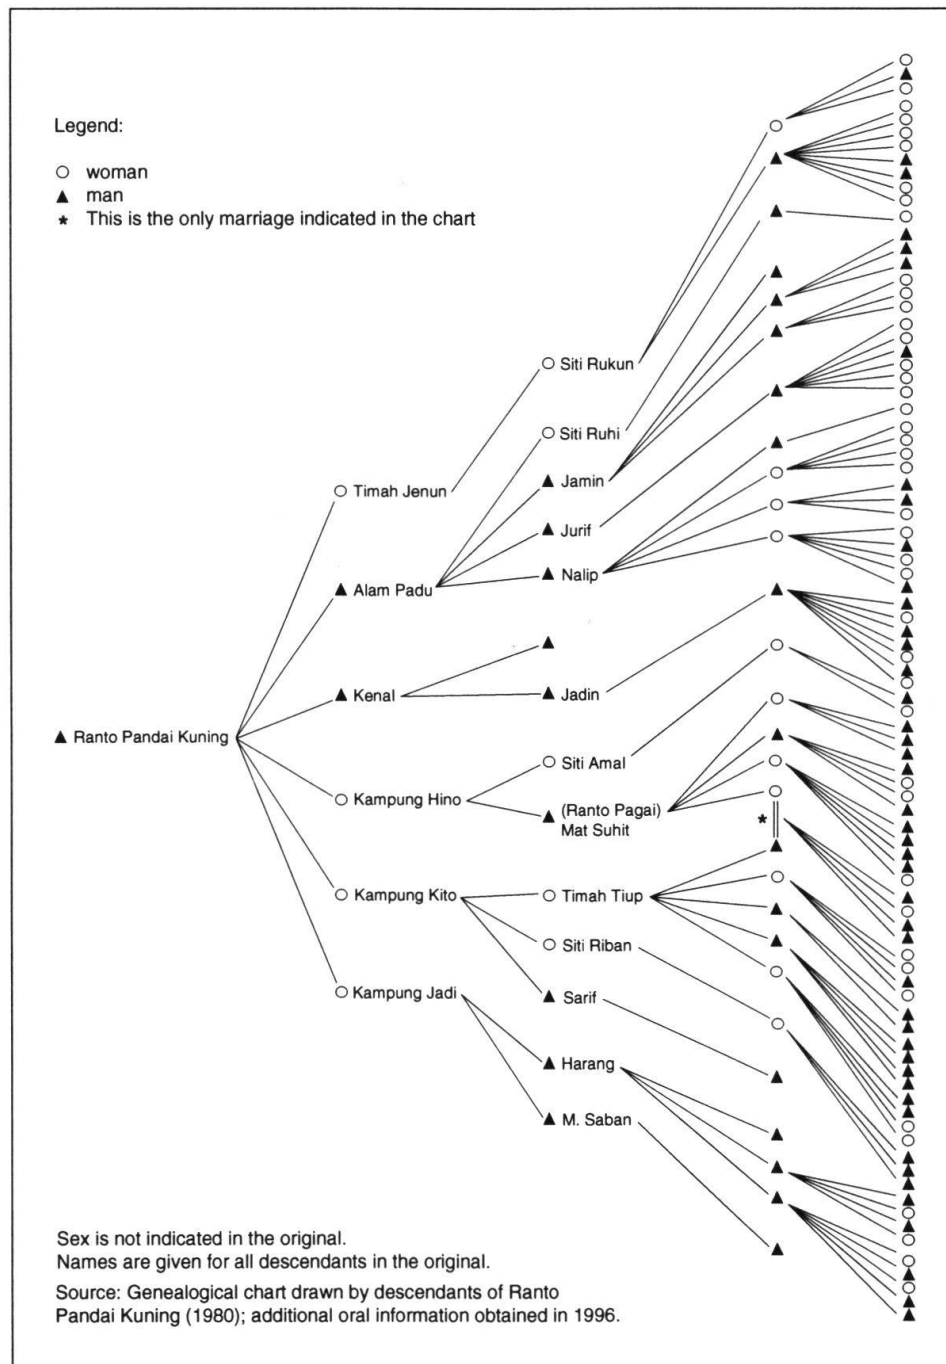 Legend:
woman
man
* This is the only marriage indicated in the chart
Siti Rukun
Siti Ruhi
Timah Jenun
Jamin
Jurif
Alam Padu
Nalip
Kenal
Jadin
Ranto Pandai Kuning
Siti Amal
Kampung Hino
(Ranto Pagai)
Mat Suhit
*
Kampung Kito
Timah Tiup
Siti Riban
Kampung Jadi
Sarif
Harang
M. Saban
Sex is not indicated in the original.
Names are given for all descendants in the original.
Source: Genealogical chart drawn by descendants of Ranto
Pandai Kuning (1980); additional oral information obtained in 1996.